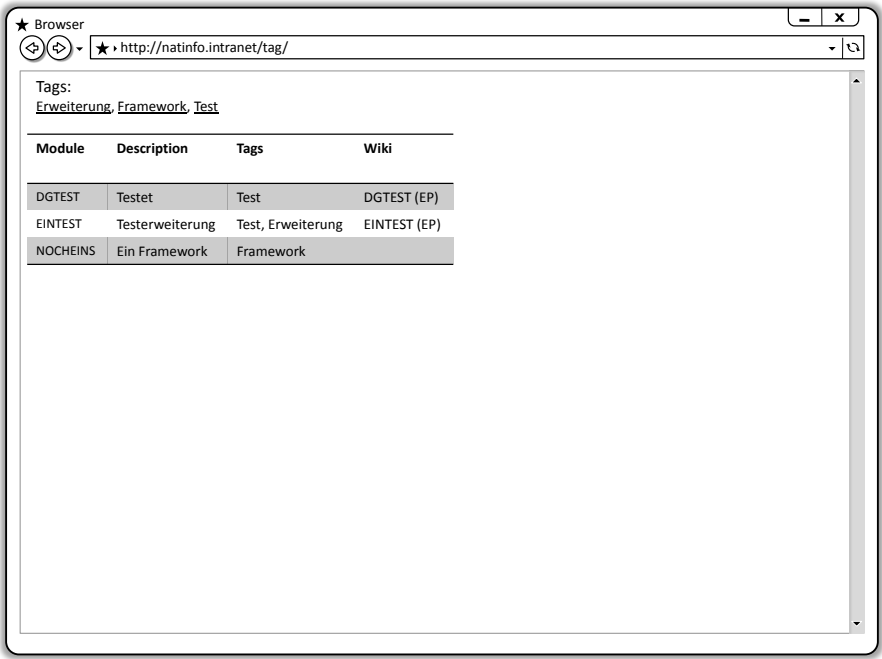 Browser
http://natinfo.intranet/tag/
Tags:
Erweiterung, Framework, Test
Module Description Tags Wiki
DGTEST Testet Test DGTEST (EP)
EINTEST Testerweiterung Test, Erweiterung EINTEST (EP)
NOCHEINS Ein Framework Framework